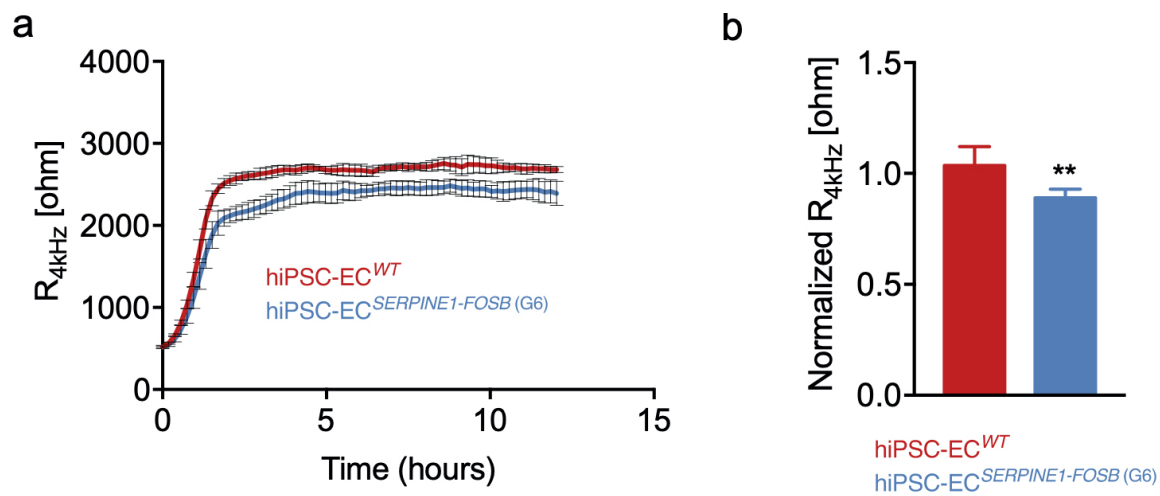 a
b
R4kHz [ohm]
4000
3000
2000
1000
0
0
5
10
15
Time (hours)
hiPSC-ECWT
hiPSC-ECSERPINE1-FOSB (G6)
Normalized R4kHz [ohm]
1.5
1.0
0.5
0.0
**
hiPSC-ECWT
hiPSC-ECSERPINE1-FOSB (G6)